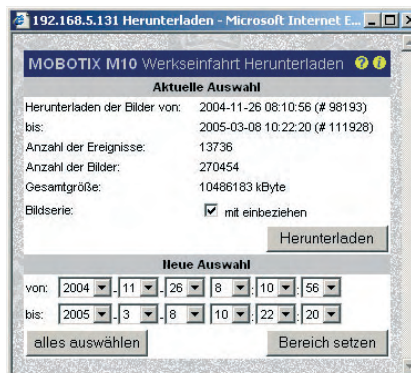 192.168.5.131 Herunterladen - Microsoft Internet E...
MOBOTIX M10 Werkseinfahrt Herunterladen ? i
Aktuelle Auswahl
Herunterladen der Bilder von: 2004-11-26 08:10:56 (# 98193)
bis: 2005-03-08 10:22:20 (# 111928)
Anzahl der Ereignisse: 13736
Anzahl der Bilder: 270454
Gesamtgröße: 10486183 kByte
Bildserie: mit einbeziehen
Herunterladen
Neue Auswahl
von: 2004 - 11 - 26 8 : 10 : 56
bis: 2005 - 3 - 8 10 : 22 : 20
alles auswählen Bereich setzen